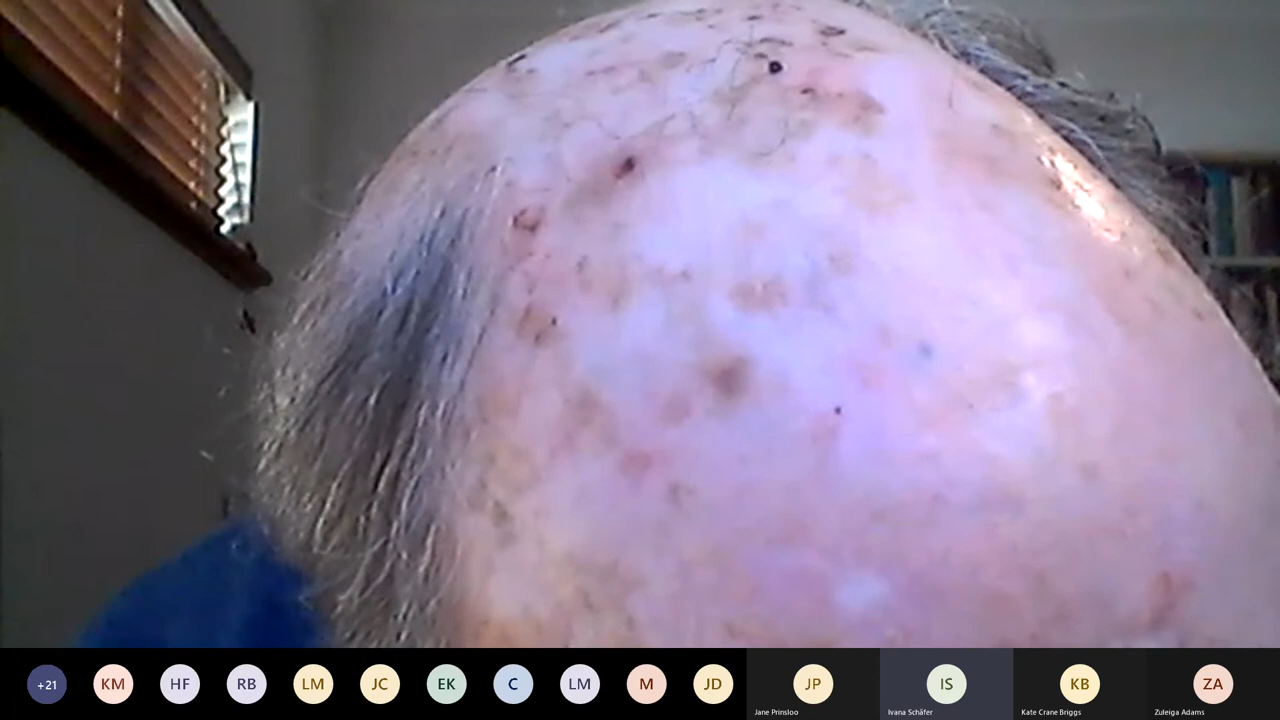 +21
KM
HF
RB
LM
JC
EK
C
LM
M
JD
JP
IS
KB
ZA
Jane Prinsloo
Ivana Schäfer
Kate Crane Briggs
Zuleiga Adams